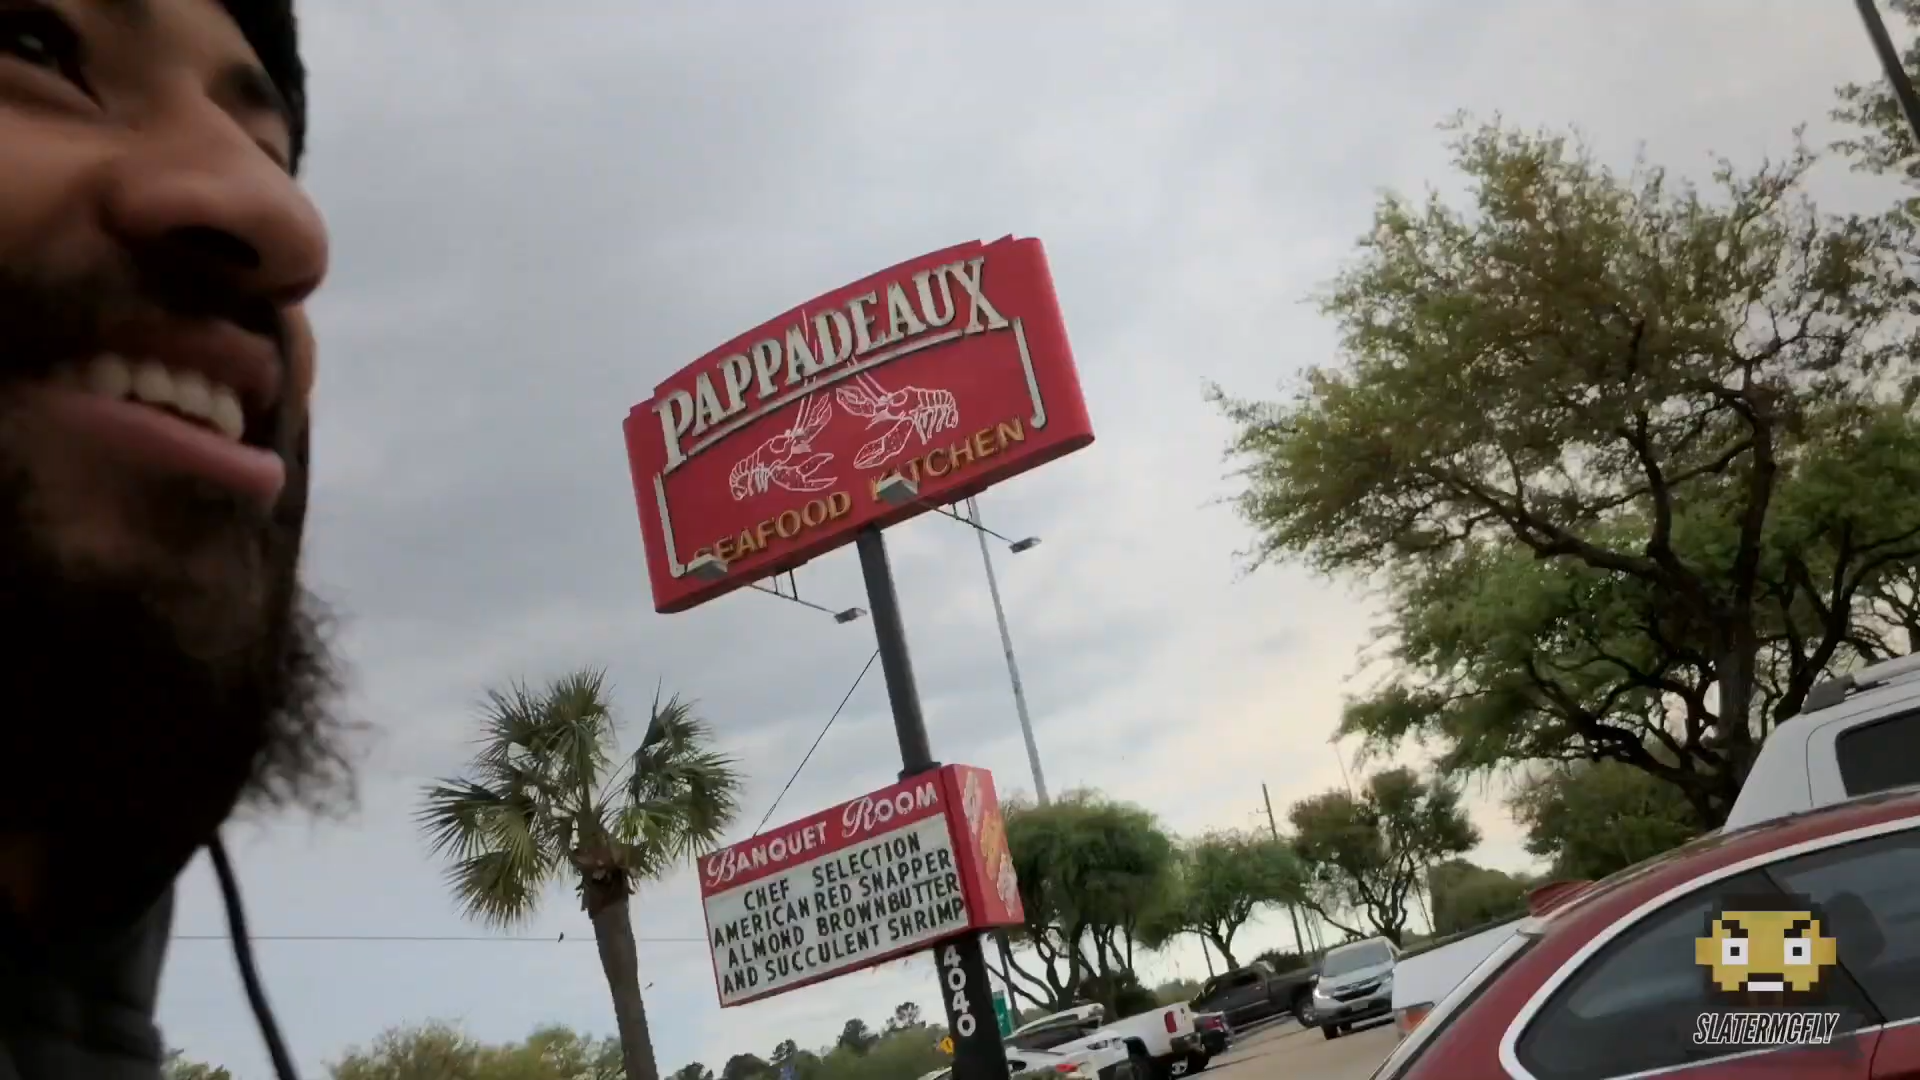 PAPPADEAUX
SEAFOOD KITCHEN
BANQUET ROOM
CHEF SELECTION
AMERICAN RED SNAPPER
ALMOND BROWNBUTTER
AND SUCCULENT SHRIMP
4040
SLATERMCFLY